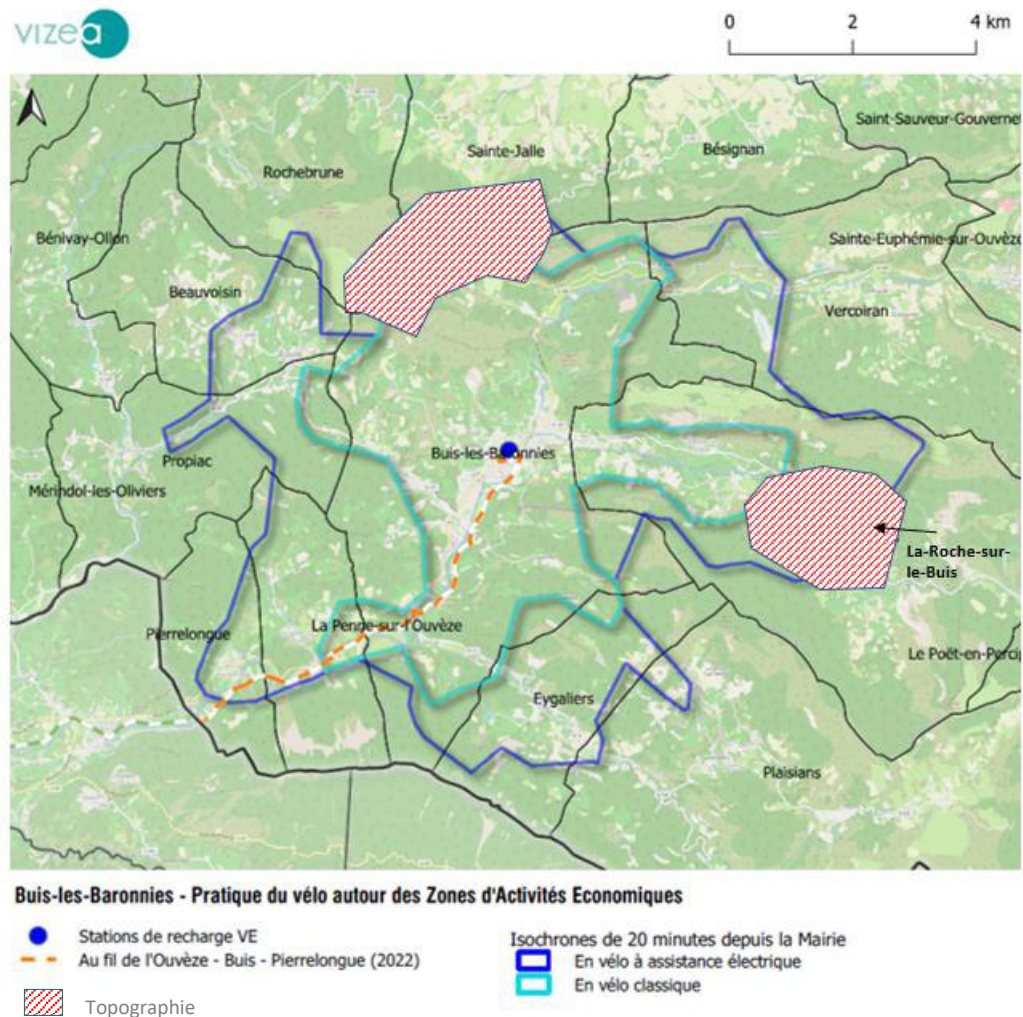 vizea
0 2 4 km
Saint-Sauveur-Gouvernet
Sainte-Jalle
Bésignan
Rochebrune
Bénivay-Ollon
Sainte-Euphémie-sur-Ouvèze
Beauvoisin
Vercoiran
Buis-les-Baronnies
Propiac
Mérindol-les-Oliviers
La-Roche-sur-
le-Buis
La Penne-sur-l'Ouvèze
Pierrelongue
Le Poët-en-Percip
Eygaliers
Plaisians
Buis-les-Baronnies - Pratique du vélo autour des Zones d'Activités Economiques
Stations de recharge VE
Au fil de l'Ouvèze - Buis - Pierrelongue (2022)
Topographie
Isochrones de 20 minutes depuis la Mairie
En vélo à assistance électrique
En vélo classique